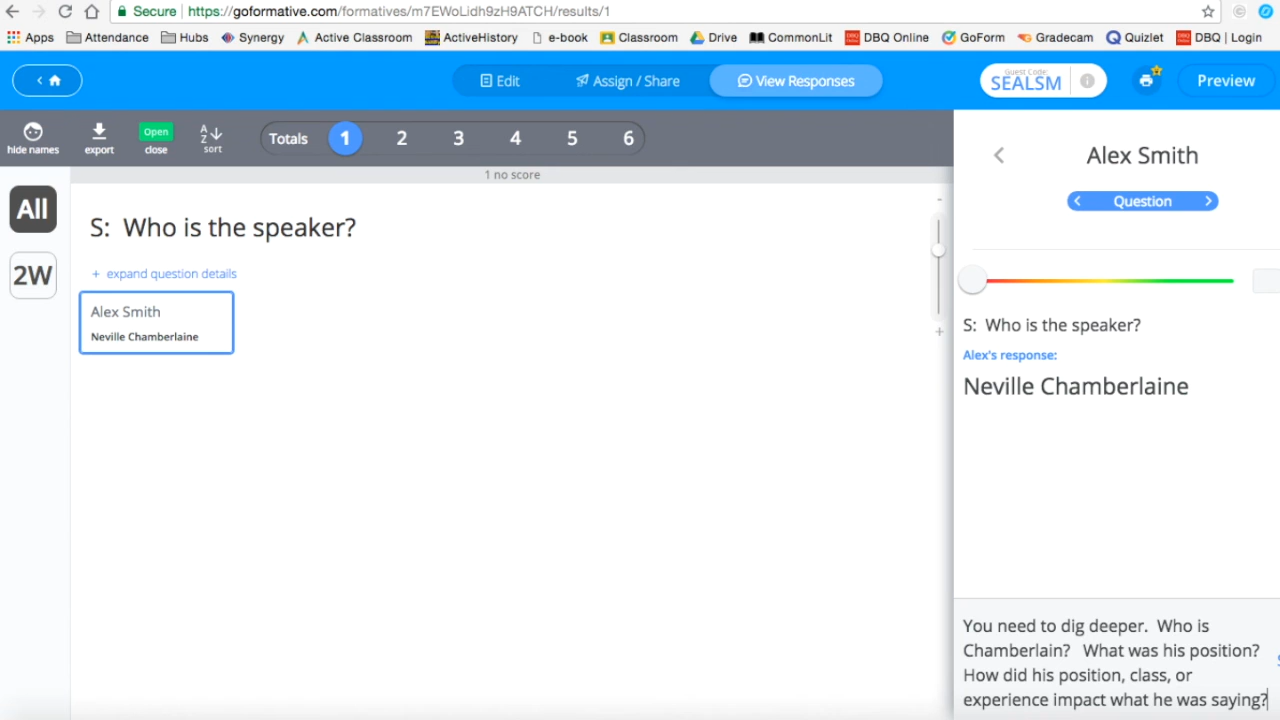 Secure https://goformative.com/formatives/m7EWoLidh9zH9ATCH/results/1
Apps Attendance Hubs Synergy Active Classroom ActiveHistory e-book Classroom Drive CommonLit DBQ Online GoForm Gradecam Quizlet DBQ | Login
Edit Assign / Share View Responses Guest Code: SEALSM Preview
hide names export Open close A Z sort Totals 1 2 3 4 5 6
1 no score
All
2W
S: Who is the speaker?
+ expand question details
Alex Smith
Neville Chamberlaine
Alex Smith
Question
S: Who is the speaker?
Alex's response:
Neville Chamberlaine
You need to dig deeper. Who is
Chamberlain? What was his position?
How did his position, class, or
experience impact what he was saying?